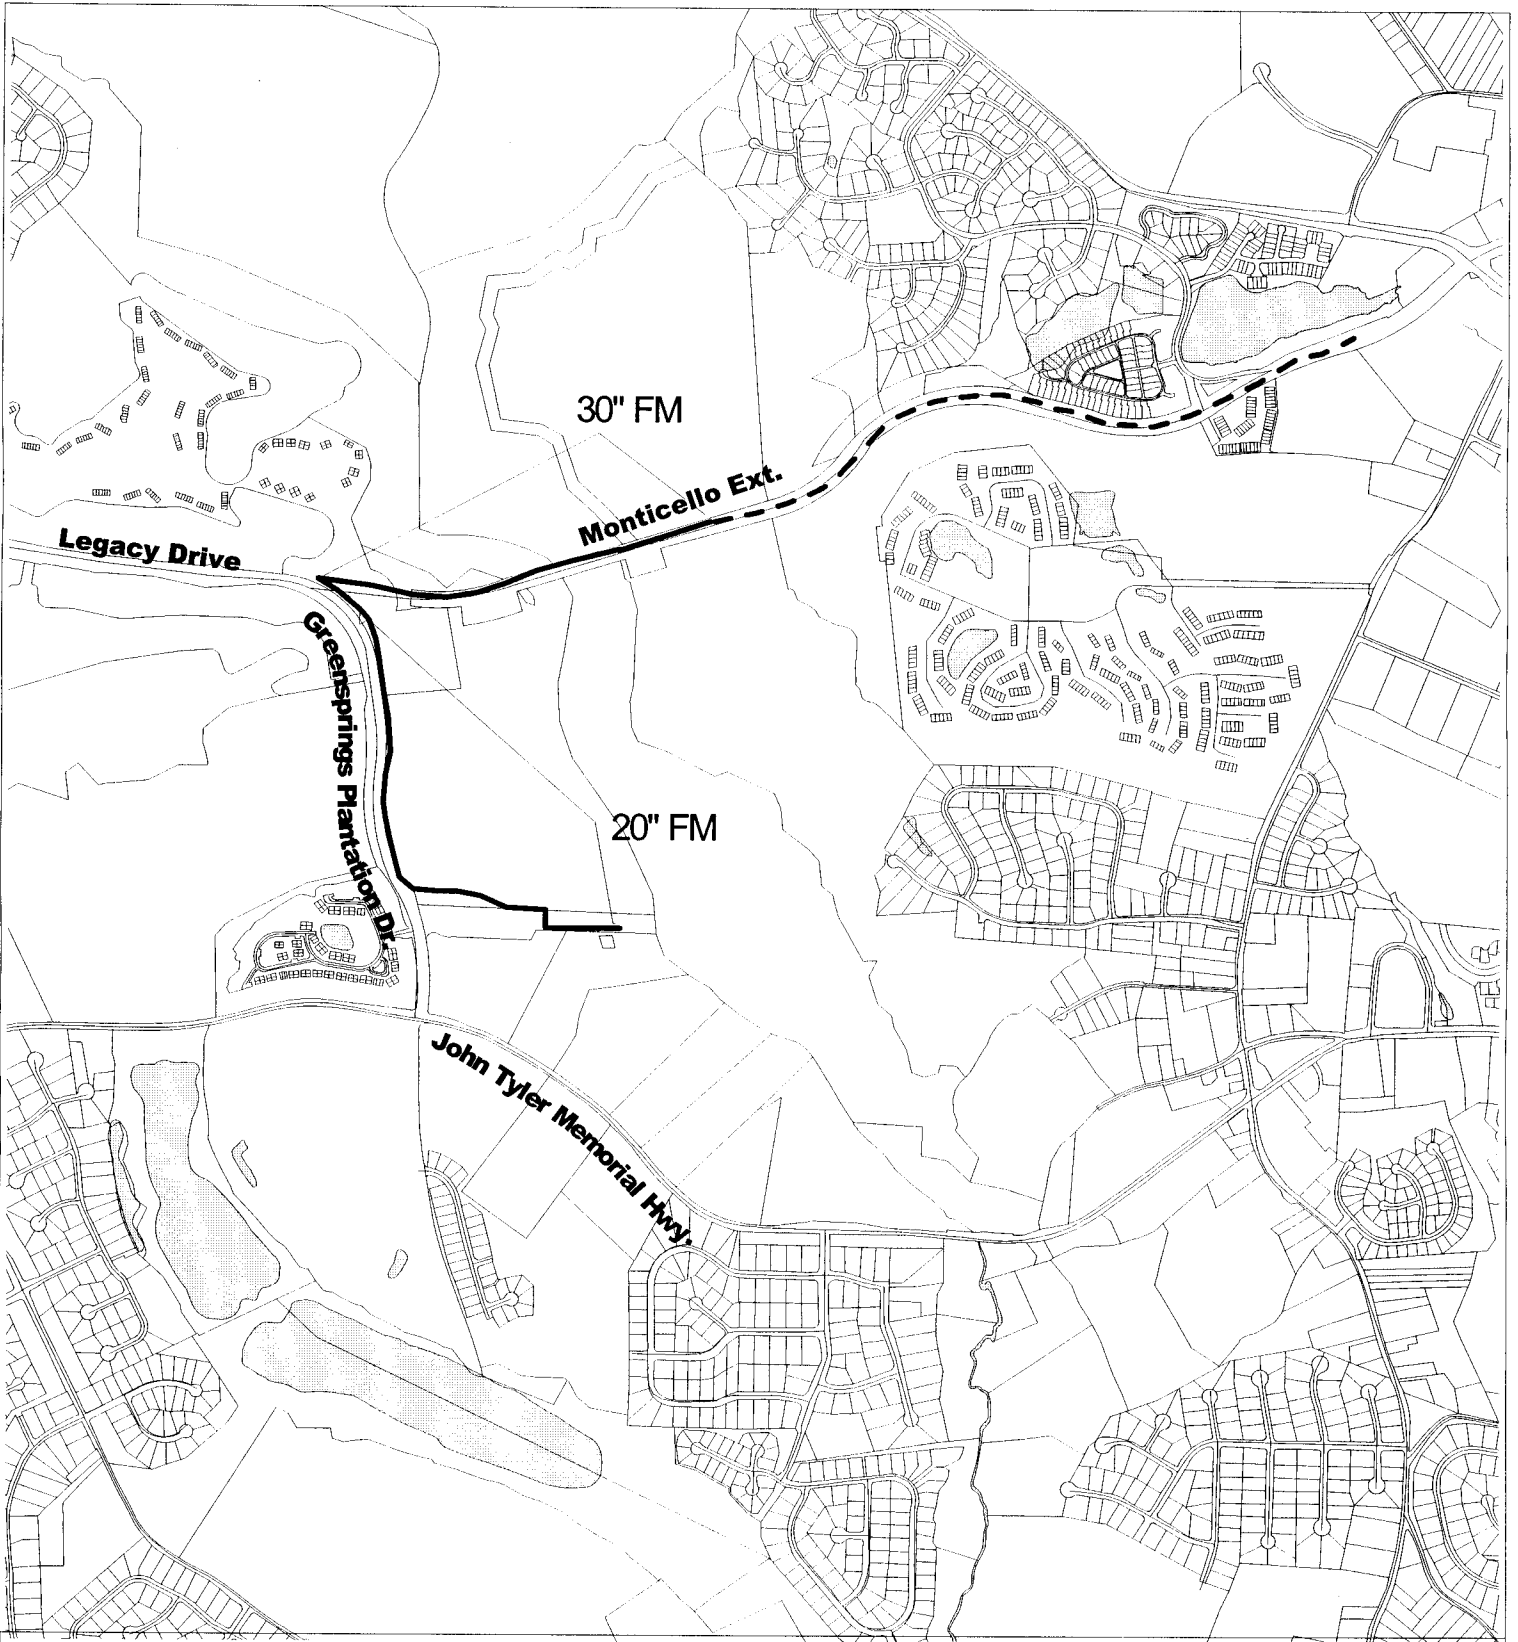 30" FM
Monticello Ext.
Legacy Drive
Greensprings Plantation Dr.
20" FM
John Tyler Memorial Hwy.